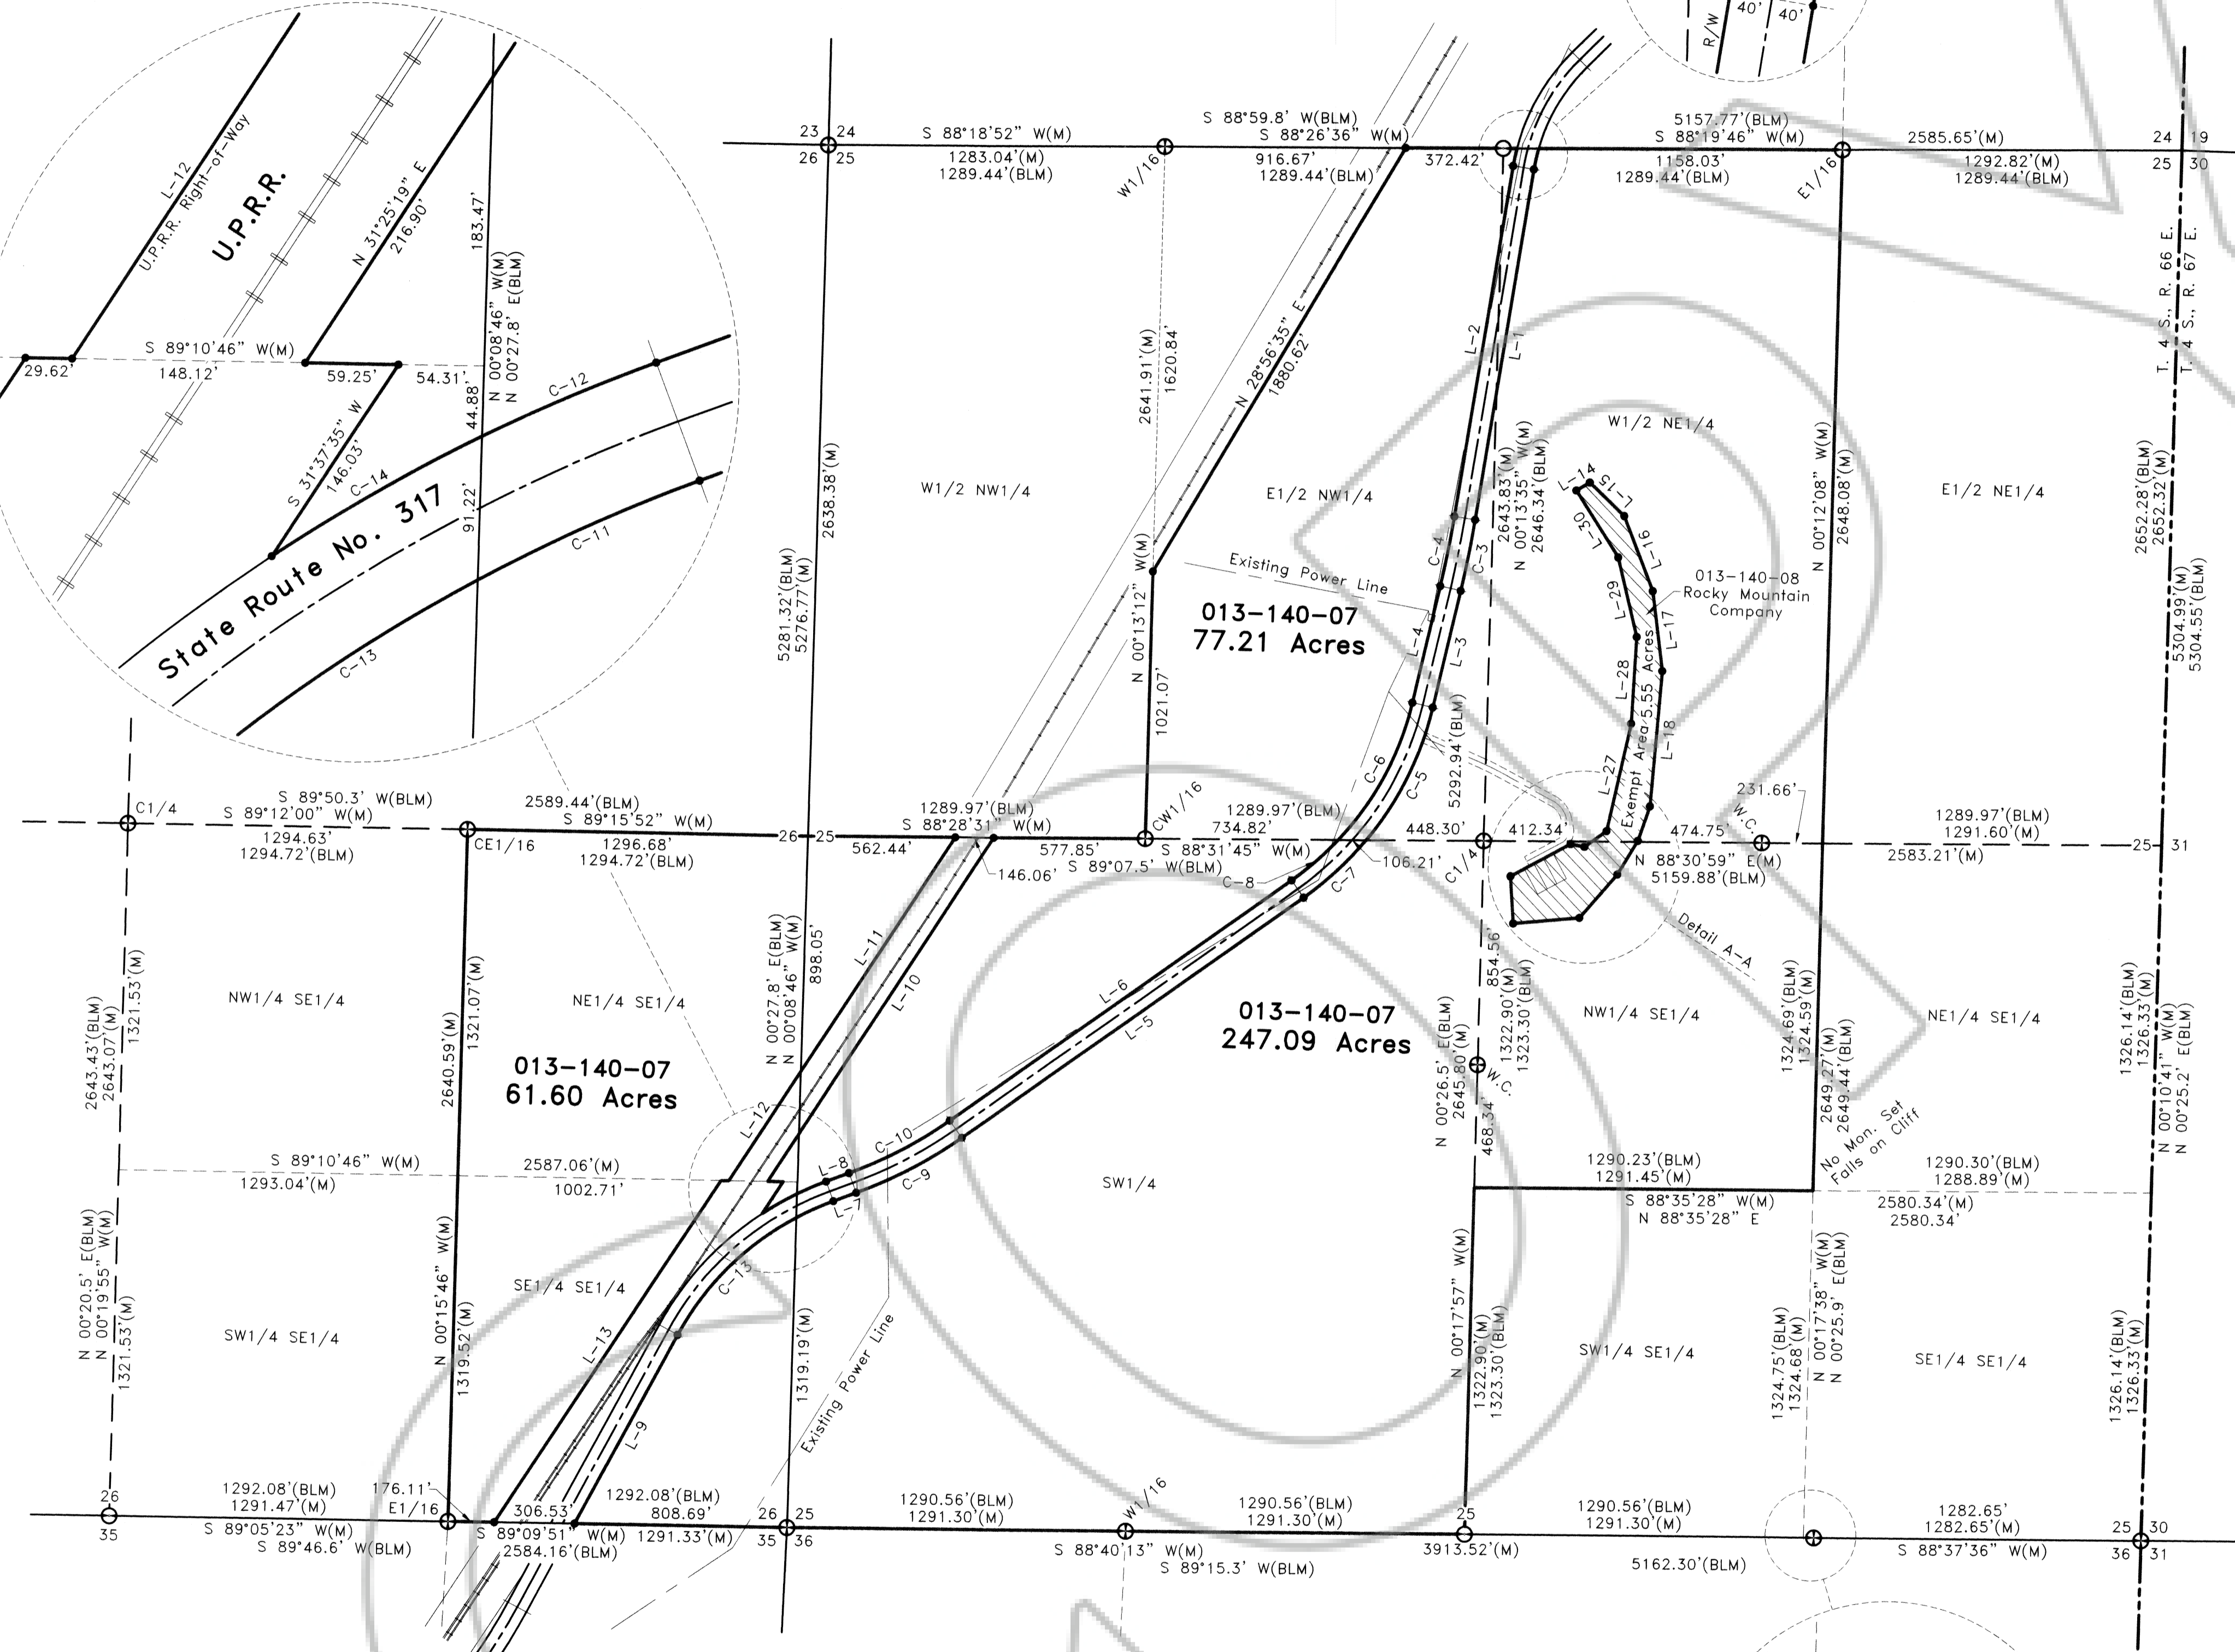 40'
40'
R/W
L-12
U.P.R.R. Right-of-Way
U.P.R.R.
N 31°25'19" E
216.90'
183.47'
N 00°08'46" W(M)
N 00°27.8' E(BLM)
S 89°10'46" W(M)
29.62'
148.12'
59.25'
54.31'
44.88'
91.22'
S 31°37'35" W
146.03'
C-12
C-14
C-11
C-13
State Route No. 317
23 24
26 25
S 88°18'52" W(M)
1283.04'(M)
1289.44'(BLM)
W1/16
S 88°59.8' W(BLM)
S 88°26'36" W(M)
916.67'
1289.44'(BLM)
372.42'
5157.77'(BLM)
S 88°19'46" W(M)
1158.03'
1289.44'(BLM)
E1/16
2585.65'(M)
1292.82'(M)
1289.44'(BLM)
24 19
25 30
T. 4 S., R. 66 E.
T. 4 S., R. 67 E.
2641.91'(M)
1620.84'
N 28°56'35" E
1880.62'
L-2
L-1
W1/2 NW1/4
E1/2 NW1/4
W1/2 NE1/4
E1/2 NE1/4
2638.38'(M)
5281.32'(BLM)
5276.77'(M)
2643.83'(M)
N 00°13'35" W(M)
2646.34'(BLM)
N 00°12'08" W(M)
2648.08'(M)
2652.28'(BLM)
2652.32'(M)
5304.99'(M)
5304.55'(BLM)
C-4
C-3
L-4
L-3
Existing Power Line
013-140-07
77.21 Acres
N 00°13'12" W(M)
1021.07'
L-14
L-15
L-30
L-16
L-29
L-17
L-28
L-18
L-27
013-140-08
Rocky Mountain
Company
Exempt Area 5.55 Acres
5292.94'(BLM)
C-6
C-5
C1/4
S 89°50.3' W(BLM)
S 89°12'00" W(M)
1294.63'
1294.72'(BLM)
CE1/16
2589.44'(BLM)
S 89°15'52" W(M)
1296.68'
1294.72'(BLM)
26 25
1289.97'(BLM)
S 88°28'31" W(M)
562.44'
146.06'
577.85'
CW1/16
1289.97'(BLM)
734.82'
S 88°31'45" W(M)
S 89°07.5' W(BLM)
C-8
C-7
106.21'
448.30'
C1/4
412.34'
474.75'
W.C.
231.66'
N 88°30'59" E(M)
5159.88'(BLM)
1289.97'(BLM)
1291.60'(M)
2583.21'(M)
25 31
Detail A-A
L-11
L-10
L-6
L-5
NW1/4 SE1/4
NE1/4 SE1/4
1321.53'(M)
2643.43'(BLM)
2643.07'(M)
1321.07'(M)
2640.59'(M)
N 00°27.8' E(BLM)
N 00°08'46" W(M)
898.05'
013-140-07
61.60 Acres
013-140-07
247.09 Acres
854.56'
1322.90'(M)
1323.30'(BLM)
N 00°26.5' E(BLM)
2645.80'(M)
468.34'
W.C.
NW1/4 SE1/4
NE1/4 SE1/4
1324.69'(BLM)
1324.59'(M)
2649.27'(M)
2649.44'(BLM)
1326.14'(BLM)
1326.33'(M)
N 00°10'41" W(M)
N 00°25.2' E(BLM)
No Mon. Set
Falls on Cliff
L-12
L-8
L-7
C-10
C-9
S 89°10'46" W(M)
1293.04'(M)
2587.06'(M)
1002.71'
SW1/4
1290.23'(BLM)
1291.45'(M)
S 88°35'28" W(M)
N 88°35'28" E
1290.30'(BLM)
1288.89'(M)
2580.34'(M)
2580.34'
N 00°20.5' E(BLM)
N 00°19'55" W(M)
1321.53'(M)
SW1/4 SE1/4
SE1/4 SE1/4
N 00°15'46" W(M)
1319.52'(M)
L-13
C-13
L-9
1319.19'(M)
Existing Power Line
N 00°17'57" W(M)
1322.90'(M)
1323.30'(BLM)
SW1/4 SE1/4
SE1/4 SE1/4
1324.75'(BLM)
1324.68'(M)
N 00°17'38" W(M)
N 00°25.9' E(BLM)
1326.14'(BLM)
1326.33'(M)
26
35
1292.08'(BLM)
1291.47'(M)
S 89°05'23" W(M)
S 89°46.6' W(BLM)
176.11'
E1/16
306.53'
1292.08'(BLM)
808.69'
S 89°09'51" W(M)
1291.33'(M)
2584.16'(BLM)
26 25
35 36
1290.56'(BLM)
1291.30'(M)
W1/16
S 88°40'13" W(M)
S 89°15.3' W(BLM)
1290.56'(BLM)
1291.30'(M)
25
3913.52'(M)
1290.56'(BLM)
1291.30'(M)
5162.30'(BLM)
1282.65'
1282.65'(M)
S 88°37'36" W(M)
25 30
36 31